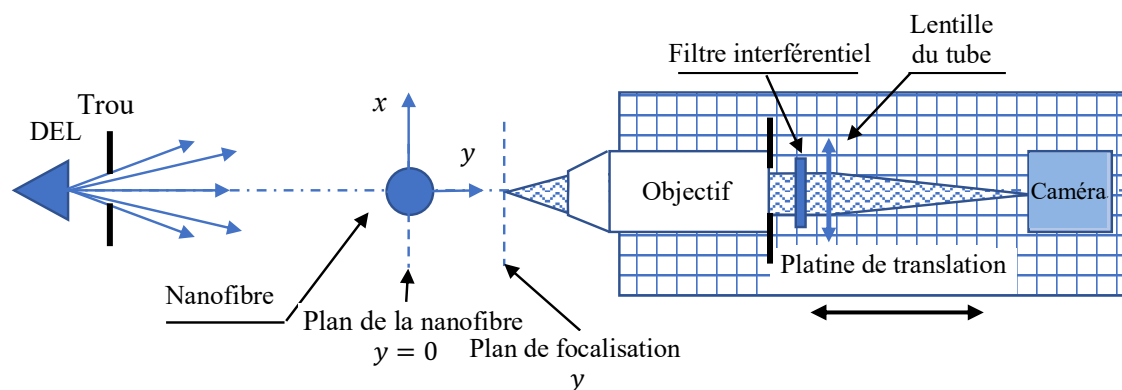 Lentille
du tube
Filtre interférentiel
Trou
DEL
x
y
Objectif
Caméra
Platine de translation
Nanofibre
Plan de la nanofibre
y = 0
Plan de focalisation
y